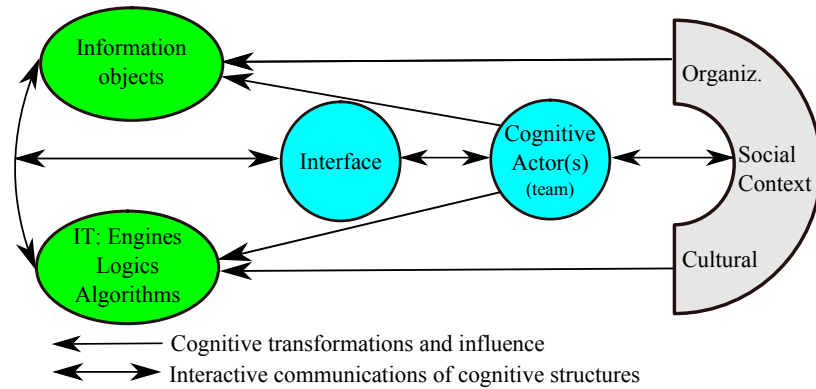 Information
objects
Organiz.
Interface
Cognitive
Actor(s)
(team)
Social
Context
IT: Engines
Logics
Algorithms
Cultural
Cognitive transformations and influence
Interactive communications of cognitive structures